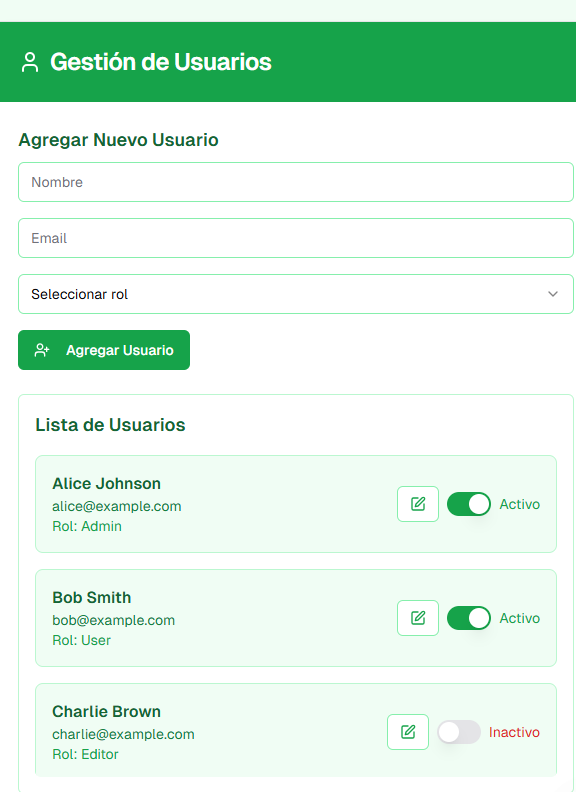 Gestión de Usuarios
Agregar Nuevo Usuario
Nombre
Email
Seleccionar rol
Agregar Usuario
Lista de Usuarios
Alice Johnson
alice@example.com
Rol: Admin
Activo
Bob Smith
bob@example.com
Rol: User
Activo
Charlie Brown
charlie@example.com
Rol: Editor
Inactivo